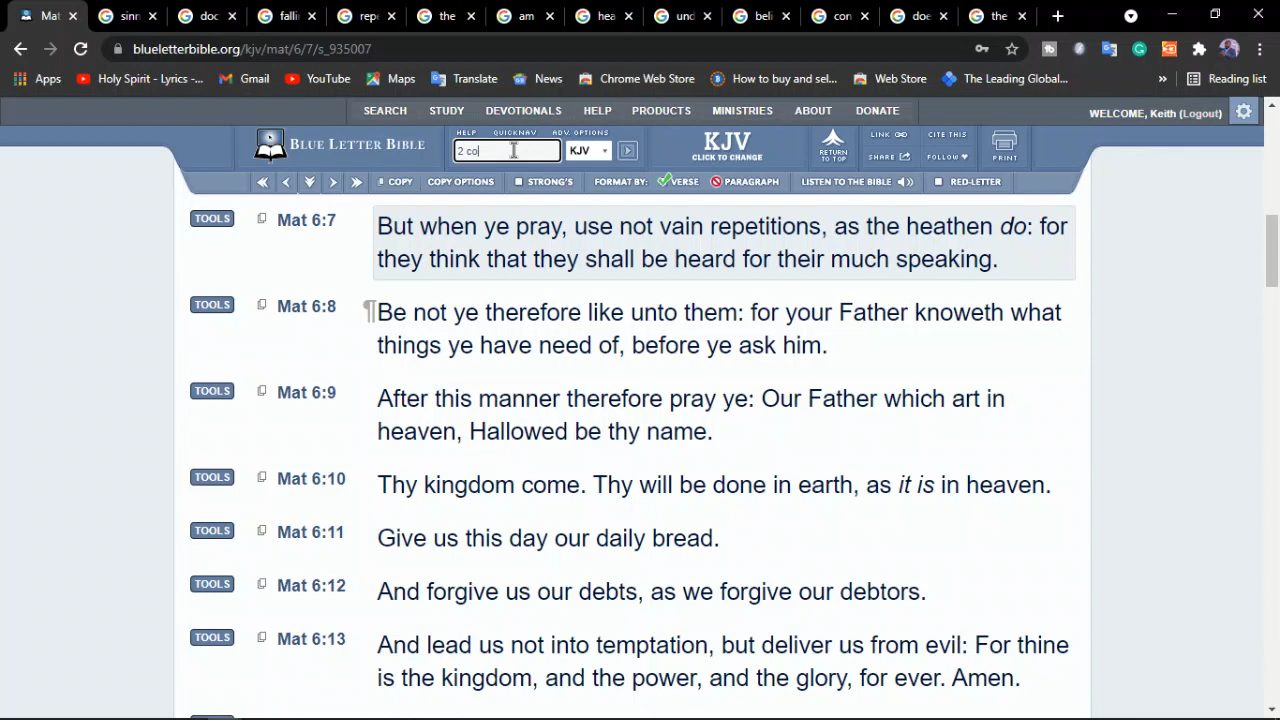 Mat
sinn
doc
falli
repe
the
am
hea
und
beli
con
doe
the
blueletterbible.org/kjv/mat/6/7/s_935007
Apps
Holy Spirit - Lyrics -...
Gmail
YouTube
Maps
Translate
News
Chrome Web Store
How to buy and sel...
Web Store
The Leading Global...
»
Reading list
SEARCH STUDY DEVOTIONALS HELP PRODUCTS MINISTRIES ABOUT DONATE
WELCOME, Keith (Logout)
BLUE LETTER BIBLE
HELP QUICKNAV ADV. OPTIONS
2 co
KJV
KJV
CLICK TO CHANGE
RETURN
TO TOP
LINK
CITE THIS
SHARE
FOLLOW
PRINT
COPY COPY OPTIONS STRONG'S FORMAT BY: VERSE PARAGRAPH LISTEN TO THE BIBLE RED-LETTER
TOOLS Mat 6:7 But when ye pray, use not vain repetitions, as the heathen do: for
they think that they shall be heard for their much speaking.
TOOLS Mat 6:8 ¶Be not ye therefore like unto them: for your Father knoweth what
things ye have need of, before ye ask him.
TOOLS Mat 6:9 After this manner therefore pray ye: Our Father which art in
heaven, Hallowed be thy name.
TOOLS Mat 6:10 Thy kingdom come. Thy will be done in earth, as it is in heaven.
TOOLS Mat 6:11 Give us this day our daily bread.
TOOLS Mat 6:12 And forgive us our debts, as we forgive our debtors.
TOOLS Mat 6:13 And lead us not into temptation, but deliver us from evil: For thine
is the kingdom, and the power, and the glory, for ever. Amen.